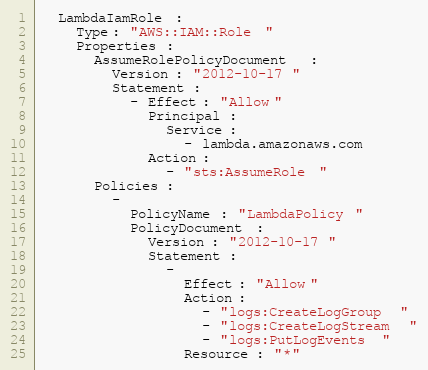 1 LambdaIamRole :
2 Type : "AWS::IAM::Role "
3 Properties :
4 AssumeRolePolicyDocument :
5 Version : "2012-10-17 "
6 Statement :
7 - Effect : "Allow "
8 Principal :
9 Service :
10 - lambda.amazonaws.com
11 Action :
12 - "sts:AssumeRole "
13 Policies :
14 -
15 PolicyName : "LambdaPolicy "
16 PolicyDocument :
17 Version : "2012-10-17 "
18 Statement :
19 -
20 Effect : "Allow "
21 Action :
22 - "logs:CreateLogGroup "
23 - "logs:CreateLogStream "
24 - "logs:PutLogEvents "
25 Resource : "*"